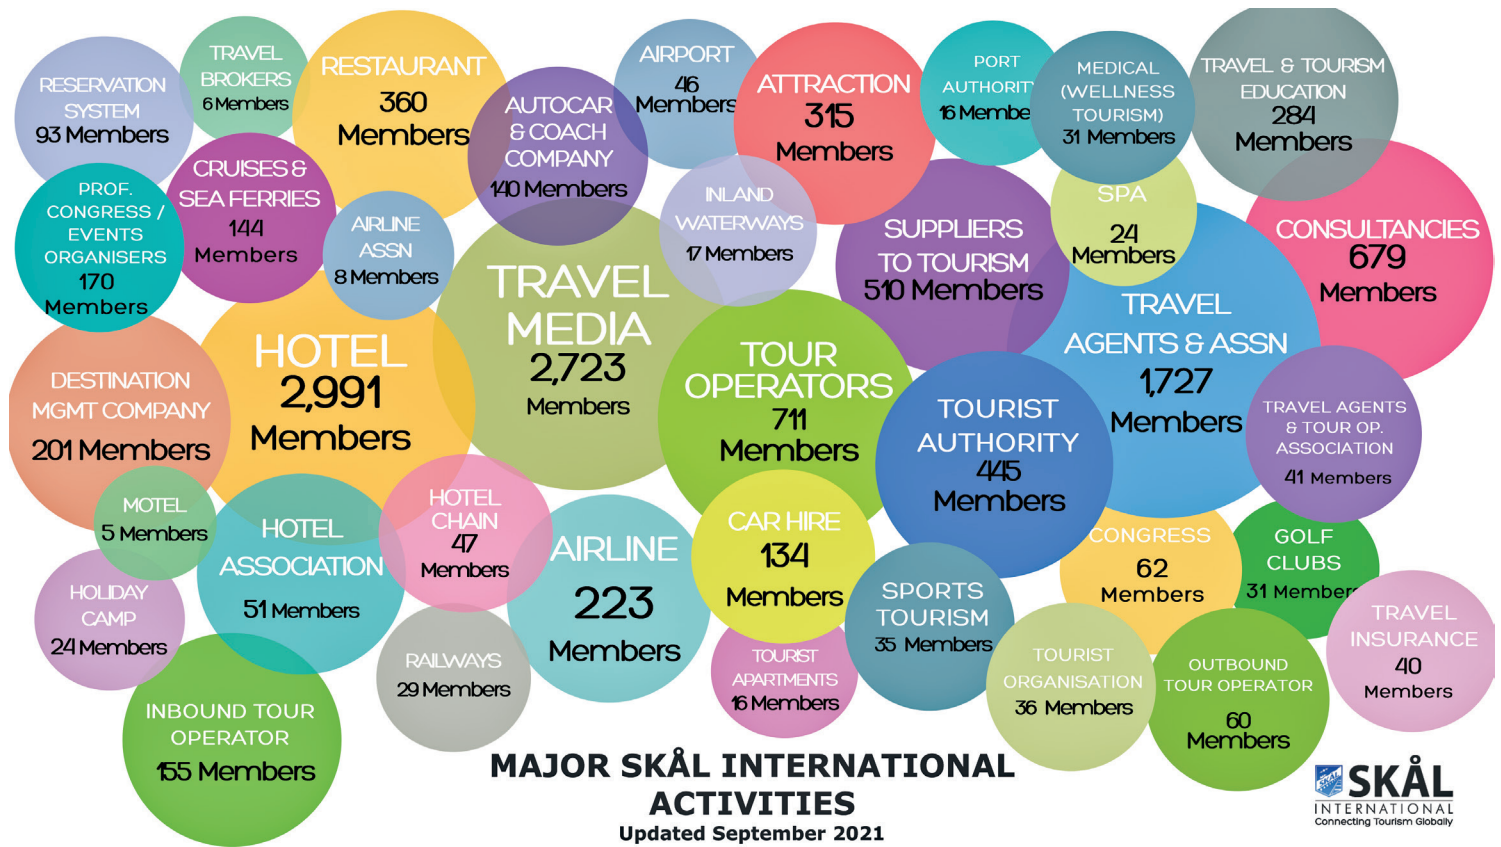 RESERVATION
SYSTEM
93 Members
TRAVEL
BROKERS
6 Members
RESTAURANT
360
Members
AUTOCAR
& COACH
COMPANY
140 Members
AIRPORT
46
Members
ATTRACTION
315
Members
PORT
AUTHORIT
16 Membe
MEDICAL
(WELLNESS
TOURISM)
31 Members
TRAVEL & TOURISM
EDUCATION
284
Members
PROF.
CONGRESS /
EVENTS
ORGANISERS
170
Members
CRUISES &
SEA FERRIES
144
Members
AIRLINE
ASSN
8 Members
INLAND
WATERWAYS
17 Members
SUPPLIERS
TO TOURISM
510 Members
SPA
24
Members
CONSULTANCIES
679
Members
DESTINATION
MGMT COMPANY
201 Members
HOTEL
2,991
Members
TRAVEL
MEDIA
2,723
Members
TOUR
OPERATORS
711
Members
TOURIST
AUTHORITY
445
Members
TRAVEL
AGENTS & ASSN
1,727
Members
TRAVEL AGENTS
& TOUR OP.
ASSOCIATION
41 Members
MOTEL
5 Members
HOTEL
ASSOCIATION
51 Members
HOTEL
CHAIN
47
Members
AIRLINE
223
Members
CAR HIRE
134
Members
SPORTS
TOURISM
35 Members
CONGRESS
62
Members
GOLF
CLUBS
31 Member
HOLIDAY
CAMP
24 Members
INBOUND TOUR
OPERATOR
155 Members
RAILWAYS
29 Members
TOURIST
APARTMENTS
16 Members
TOURIST
ORGANISATION
36 Members
OUTBOUND
TOUR OPERATOR
60
Members
TRAVEL
INSURANCE
40
Members
MAJOR SKÅL INTERNATIONAL
ACTIVITIES
Updated September 2021
SKÅL
SKÅL
INTERNATIONAL
Connecting Tourism Globally